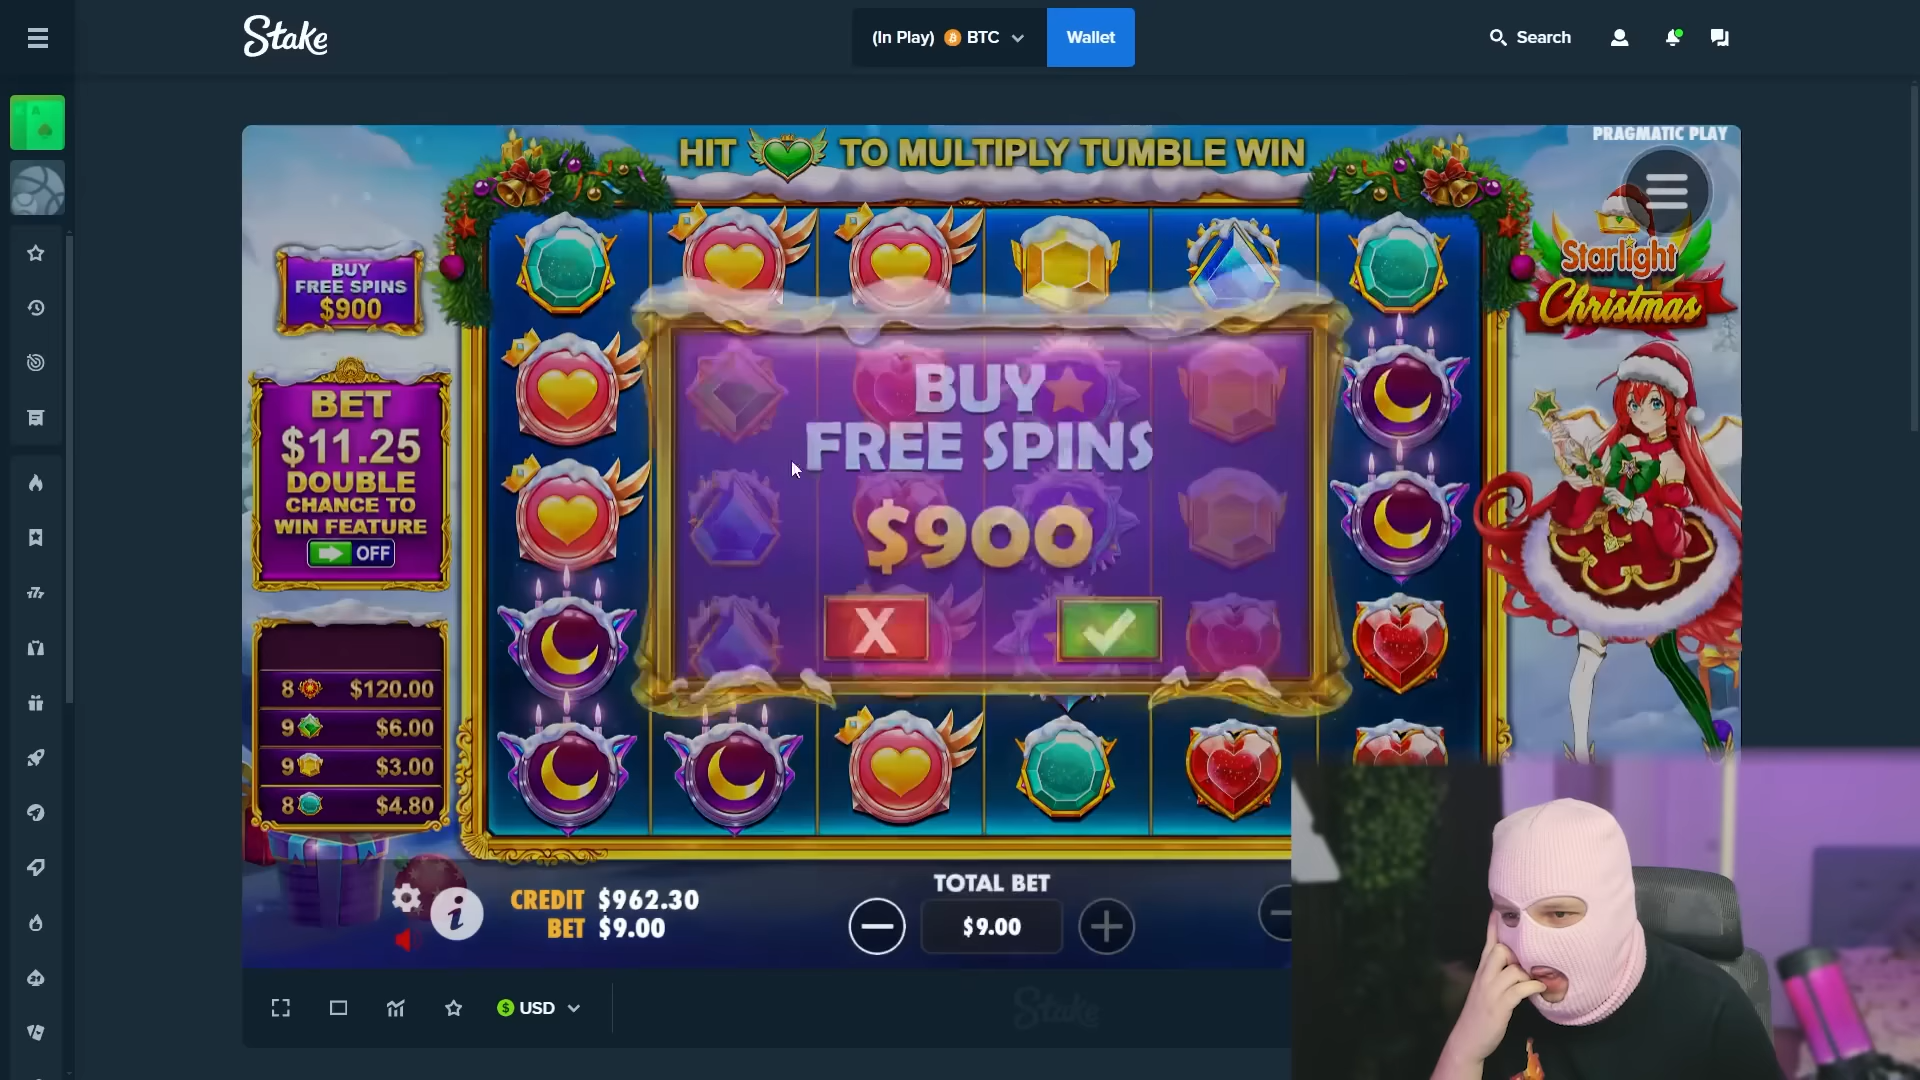 Stake
(In Play) BTC
Wallet
Search
HIT TO MULTIPLY TUMBLE WIN
PRAGMATIC PLAY
Starlight
Christmas
BUY
FREE SPINS
$900
BET
$11.25
DOUBLE
CHANCE TO
WIN FEATURE
OFF
8 $120.00
9 $6.00
9 $3.00
8 $4.80
BUY
FREE SPINS
$900
X
CREDIT $962.30
BET $9.00
TOTAL BET
$9.00
USD
Stake